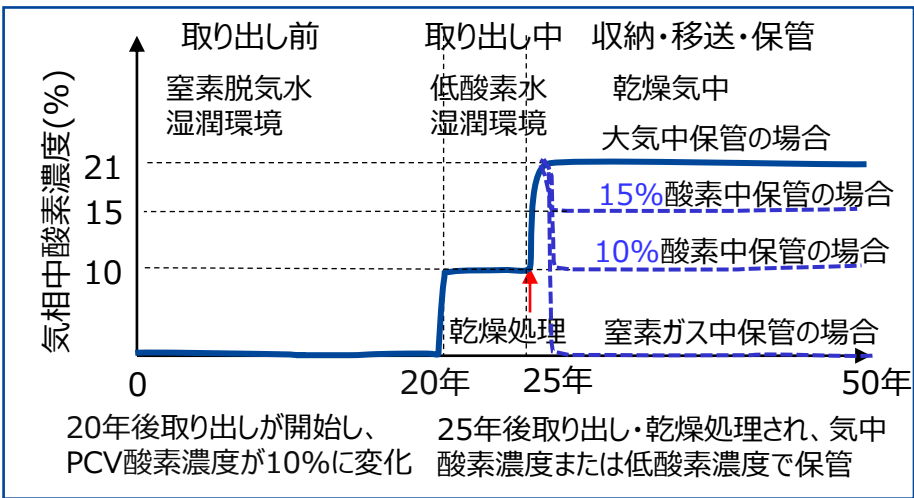 取り出し前
取り出し中
収納・移送・保管
窒素脱気水
湿潤環境
低酸素水
湿潤環境
乾燥気中
大気中保管の場合
15%酸素中保管の場合
10%酸素中保管の場合
窒素ガス中保管の場合
乾燥処理
気相中酸素濃度(%)
21
15
10
0
20年
25年
50年
20年後取り出しが開始し、
PCV酸素濃度が10%に変化
25年後取り出し・乾燥処理され、気中
酸素濃度または低酸素濃度で保管